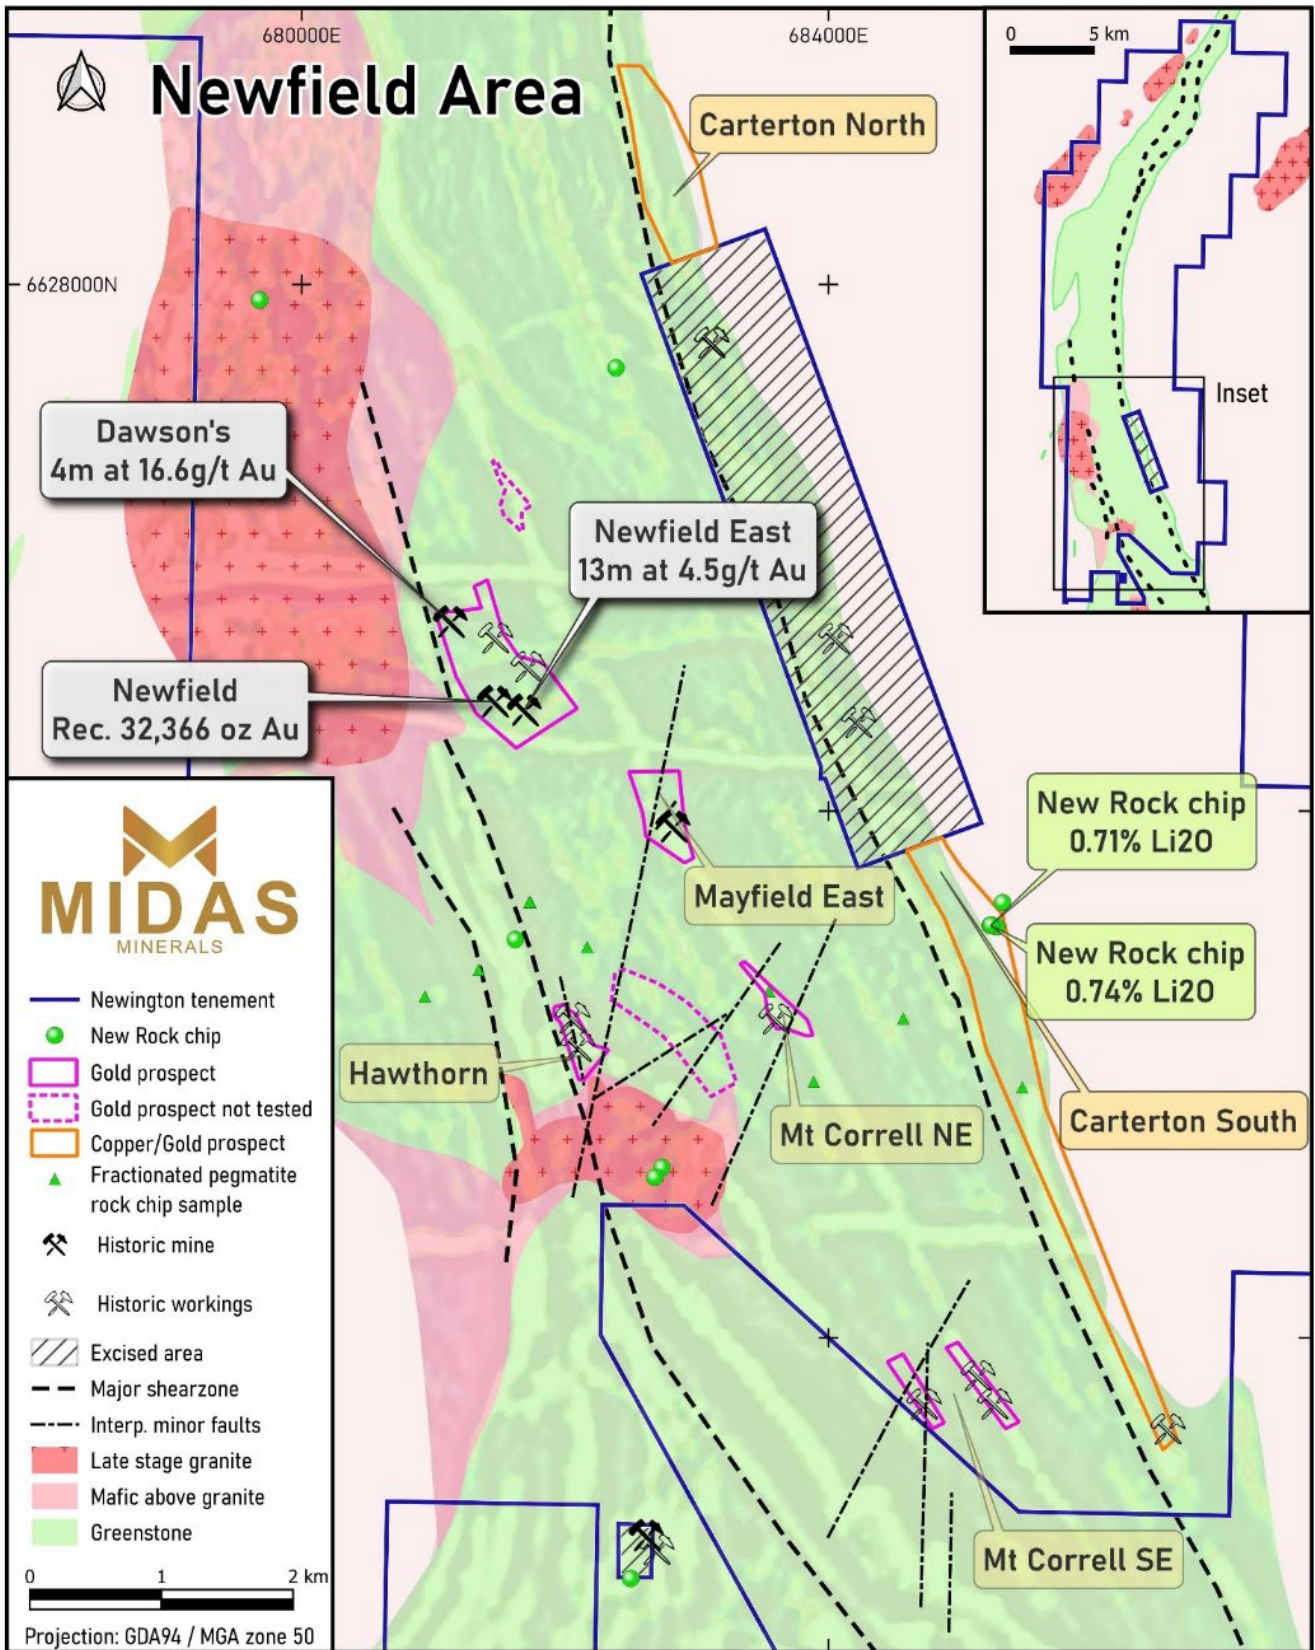 680000E
684000E
Newfield Area
0 5 km
Carterton North
6628000N
Inset
Dawson's
4m at 16.6g/t Au
Newfield East
13m at 4.5g/t Au
Newfield
Rec. 32,366 oz Au
New Rock chip
0.71% Li2O
Mayfield East
New Rock chip
0.74% Li2O
Hawthorn
Mt Correll NE
Carterton South
Mt Correll SE
MIDAS
MINERALS
Newington tenement
New Rock chip
Gold prospect
Gold prospect not tested
Copper/Gold prospect
Fractionated pegmatite
rock chip sample
Historic mine
Historic workings
Excised area
Major shearzone
Interp. minor faults
Late stage granite
Mafic above granite
Greenstone
0 1 2 km
Projection: GDA94 / MGA zone 50